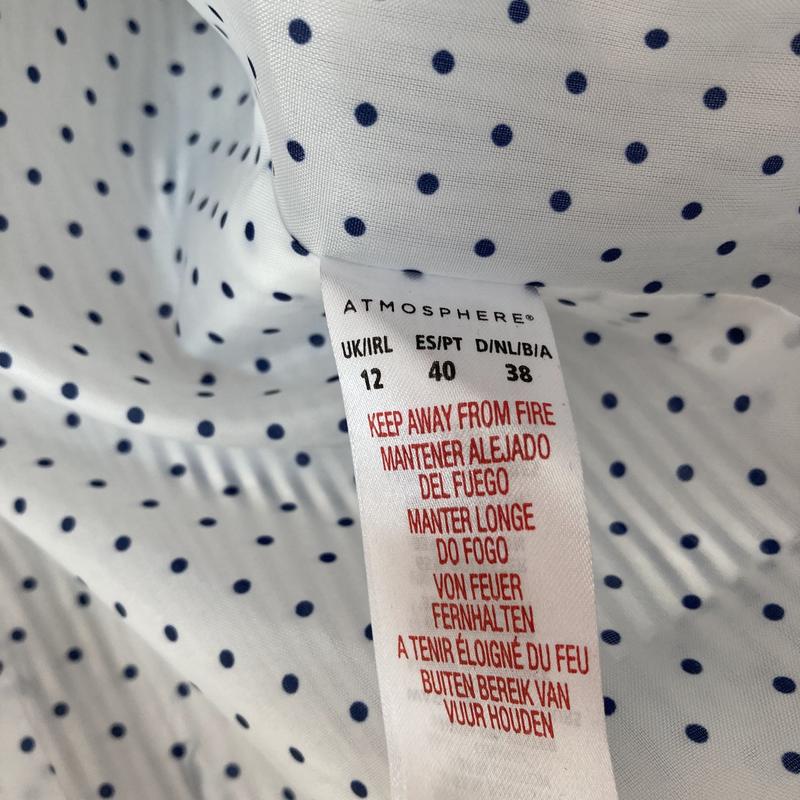 ATMOSPHERE®
UK/IRL ES/PT D/NL/B/A
12 40 38
KEEP AWAY FROM FIRE
MANTENER ALEJADO
DEL FUEGO
MANTER LONGE
DO FOGO
VON FEUER
FERNHALTEN
A TENIR ÉLOIGNÉ DU FEU
BUITEN BEREIK VAN
VUUR HOUDEN